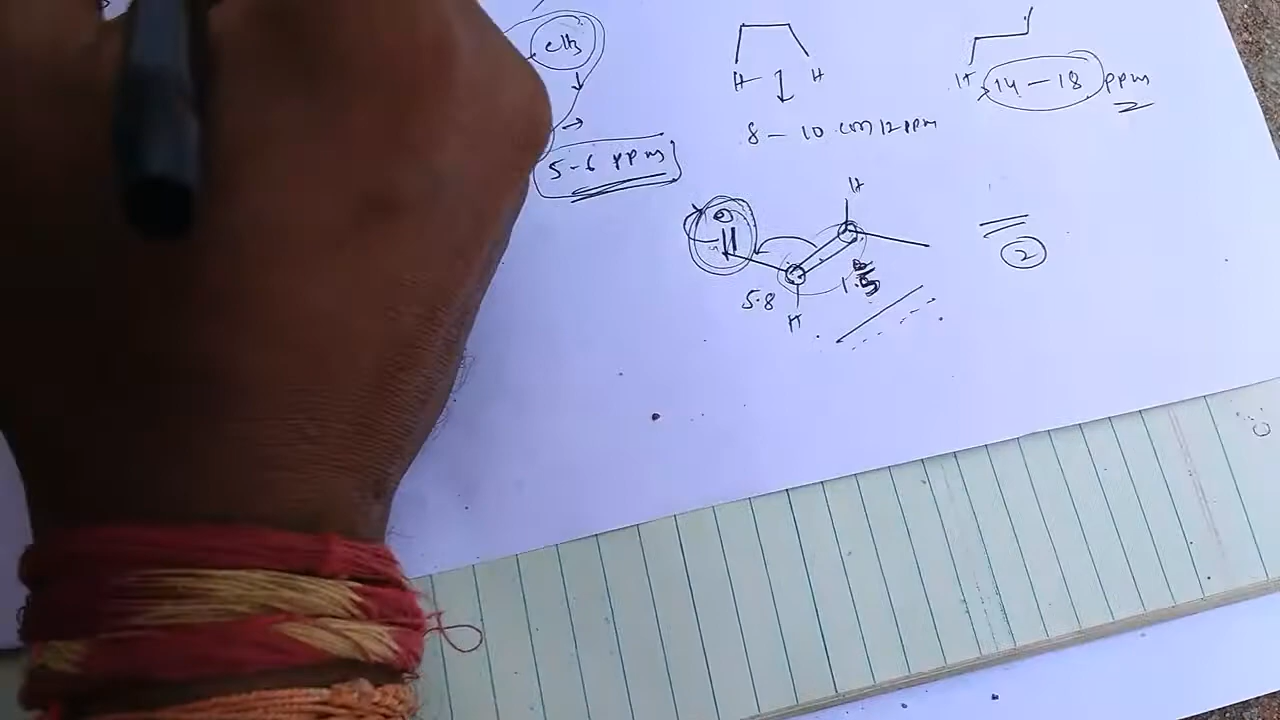 CH3
5-6 ppm
H H
8 - 10 cm 12 ppm
H 14 - 18 ppm
H
O
5.8
H
2